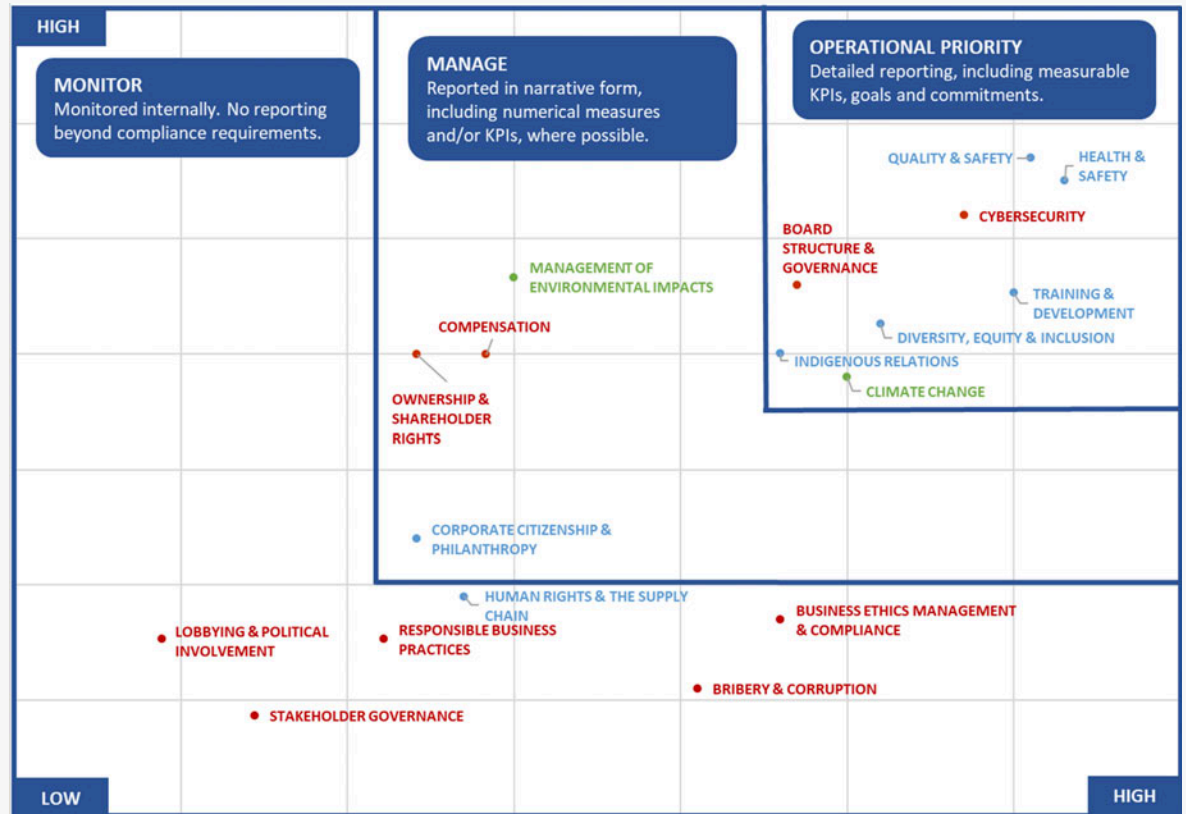 HIGH
MONITOR
Monitored internally. No reporting
beyond compliance requirements.
MANAGE
Reported in narrative form,
including numerical measures
and/or KPIs, where possible.
OPERATIONAL PRIORITY
Detailed reporting, including measurable
KPIs, goals and commitments.
QUALITY & SAFETY
HEALTH &
SAFETY
CYBERSECURITY
BOARD
STRUCTURE &
GOVERNANCE
MANAGEMENT OF
ENVIRONMENTAL IMPACTS
TRAINING &
DEVELOPMENT
COMPENSATION
DIVERSITY, EQUITY & INCLUSION
INDIGENOUS RELATIONS
CLIMATE CHANGE
OWNERSHIP &
SHAREHOLDER
RIGHTS
CORPORATE CITIZENSHIP &
PHILANTHROPY
HUMAN RIGHTS & THE SUPPLY
CHAIN
BUSINESS ETHICS MANAGEMENT
& COMPLIANCE
LOBBYING & POLITICAL
INVOLVEMENT
RESPONSIBLE BUSINESS
PRACTICES
BRIBERY & CORRUPTION
STAKEHOLDER GOVERNANCE
LOW
HIGH